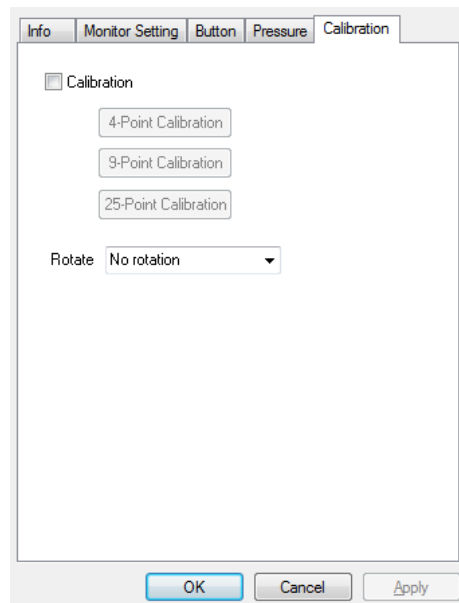 Info Monitor Setting Button Pressure Calibration
Calibration
4-Point Calibration
9-Point Calibration
25-Point Calibration
Rotate No rotation
OK Cancel Apply